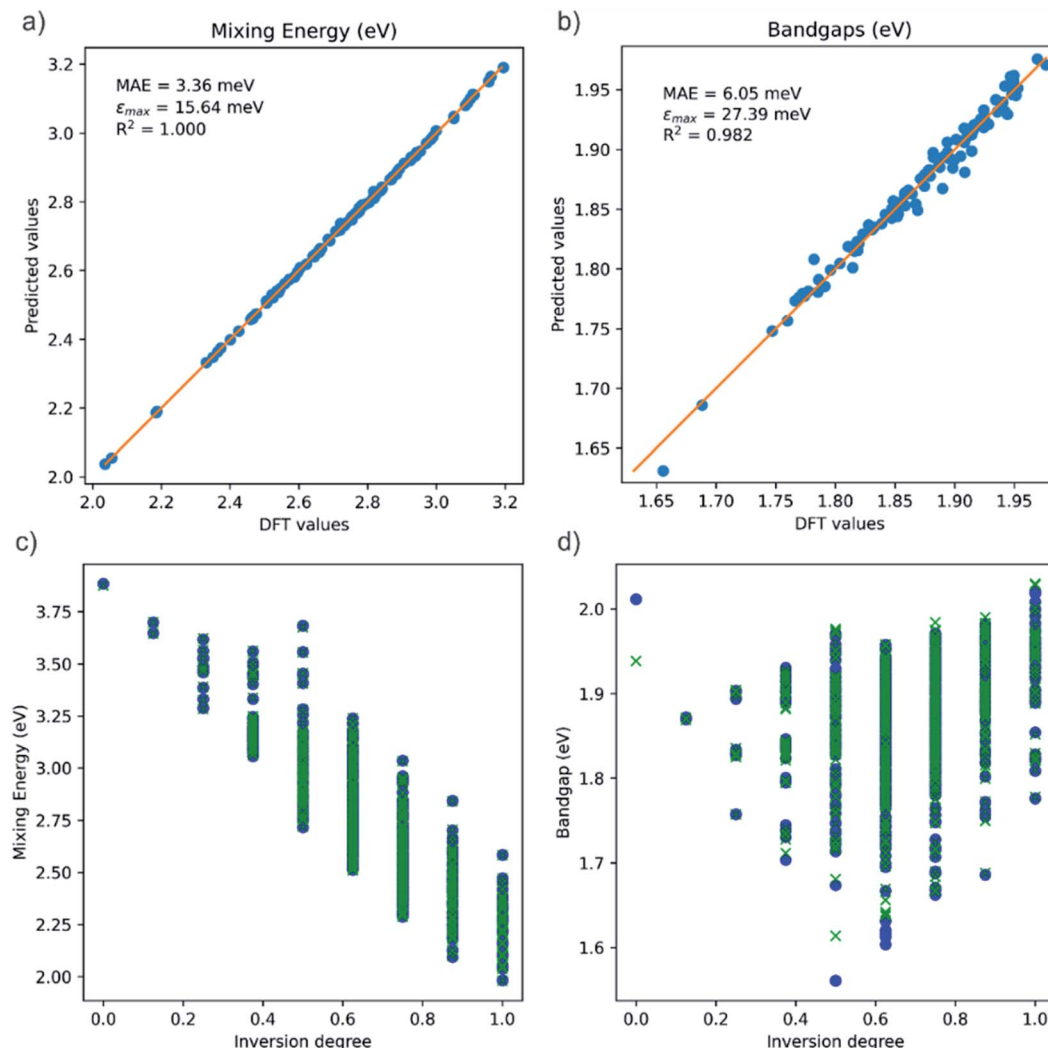 a)
Mixing Energy (eV)
3.2
3.0
2.8
2.6
2.4
2.2
2.0
Predicted values
MAE = 3.36 meV
εmax = 15.64 meV
R² = 1.000
2.0 2.2 2.4 2.6 2.8 3.0 3.2
DFT values
b)
Bandgaps (eV)
1.95
1.90
1.85
1.80
1.75
1.70
1.65
Predicted values
MAE = 6.05 meV
εmax = 27.39 meV
R² = 0.982
1.65 1.70 1.75 1.80 1.85 1.90 1.95
DFT values
c)
3.75
3.50
3.25
3.00
2.75
2.50
2.25
2.00
Mixing Energy (eV)
0.0 0.2 0.4 0.6 0.8 1.0
Inversion degree
d)
2.0
1.9
1.8
1.7
1.6
Bandgap (eV)
0.0 0.2 0.4 0.6 0.8 1.0
Inversion degree